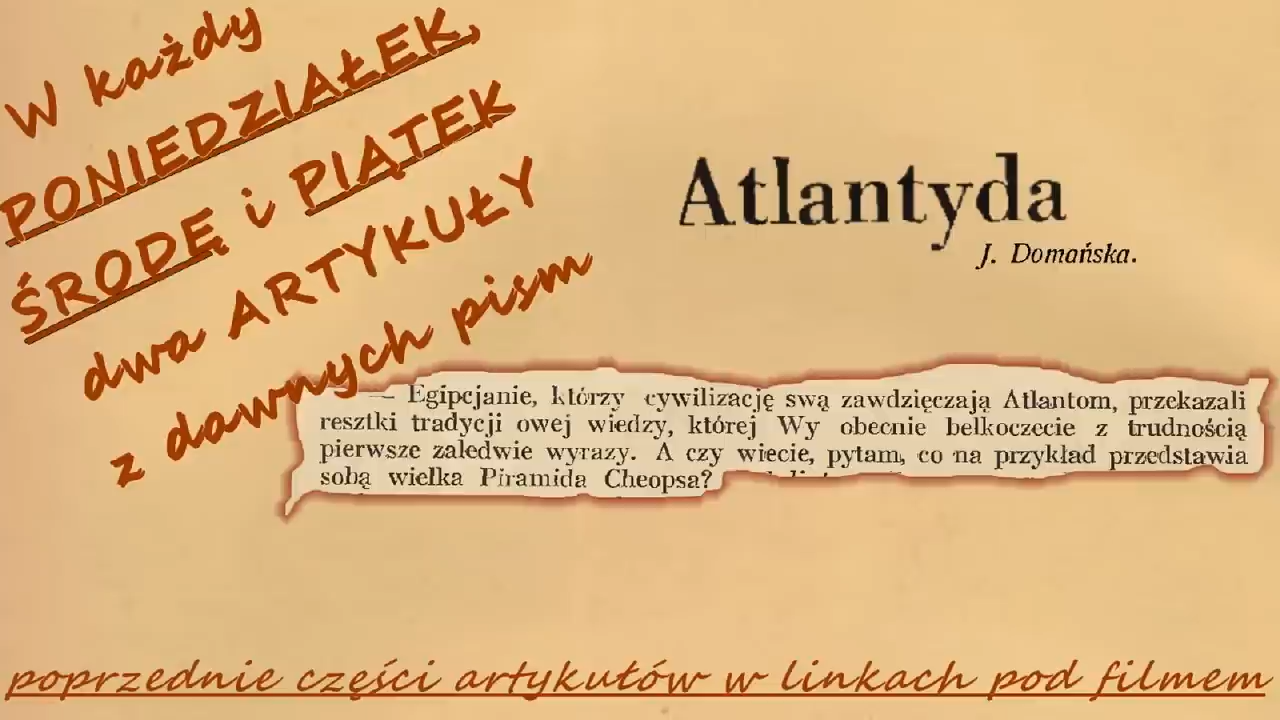 W każdy
PONIEDZIAŁEK,
ŚRODĘ i PIĄTEK
dwa ARTYKUŁY
z dawnych pism
Atlantyda
J. Domańska.
— Egipcjanie, którzy cywilizację swą zawdzięczają Atlantom, przekazali
resztki tradycji owej wiedzy, której Wy obecnie bełkoczecie z trudnością
pierwsze zaledwie wyrazy. A czy wiecie, pytam, co na przykład przedstawia
sobą wielka Piramida Cheopsa?
poprzednie części artykułów w linkach pod filmem